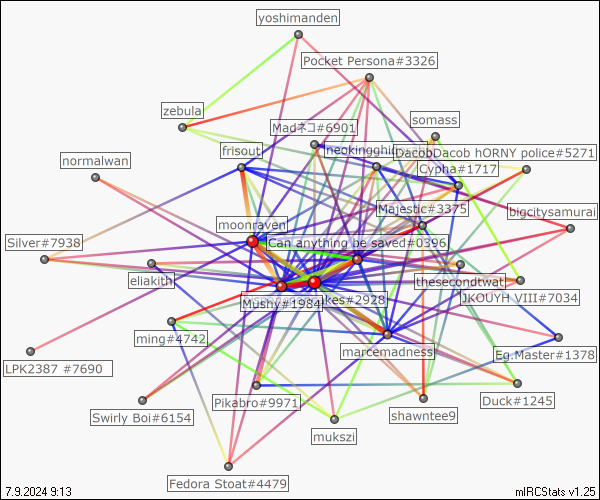 yoshimanden
Pocket Persona#3326
zebula
somass
Madネコ#6901
frisout
DacobDacob hORNY police#5271
normalwan
Cypha#1717
Majestic#3375
bigcitysamurai
moonraven
Silver#7938
Can anything be saved#0396
eliakith
thesecondtwat
JKOUYH VIII#7034
Mushy#1984
ming#4742
marcemadness
Eg.Master#1378
LPK2387 #7690
Pikabro#9971
Duck#1245
Swirly Boi#6154
shawntee9
mukszi
Fedora Stoat#4479
7.9.2024 9:13
mIRCStats v1.25